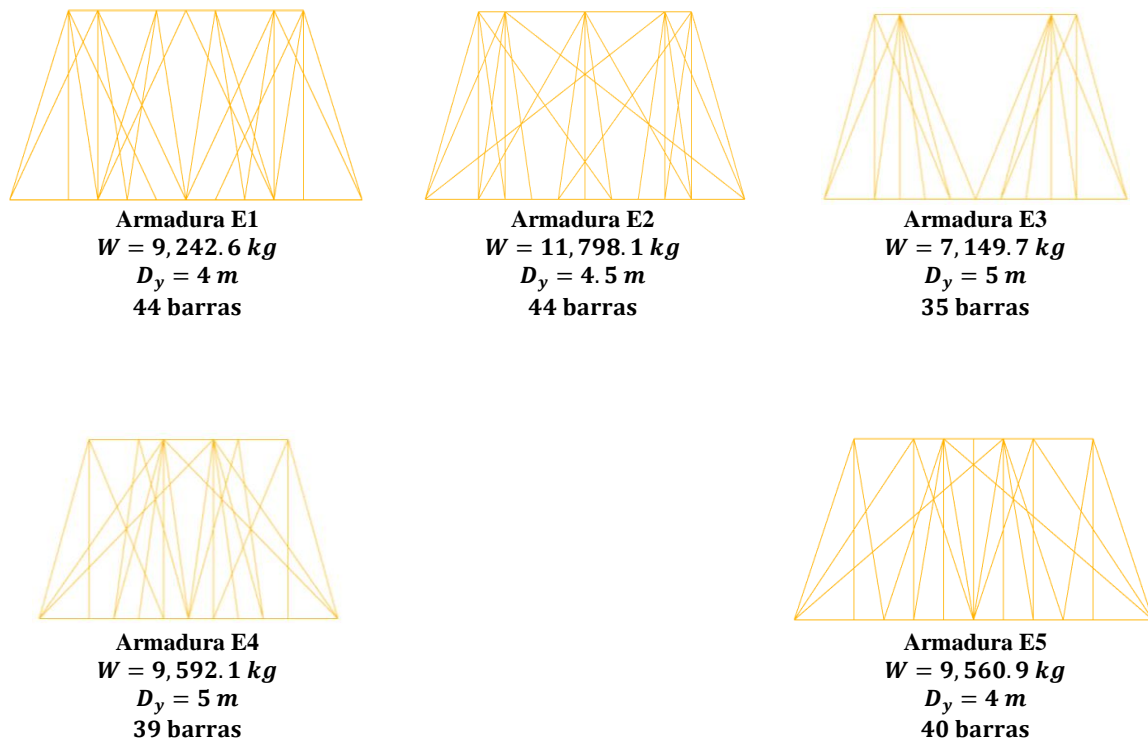 Armadura E1
W = 9,242.6 kg
D_y = 4 m
44 barras
Armadura E2
W = 11,798.1 kg
D_y = 4.5 m
44 barras
Armadura E3
W = 7,149.7 kg
D_y = 5 m
35 barras
Armadura E4
W = 9,592.1 kg
D_y = 5 m
39 barras
Armadura E5
W = 9,560.9 kg
D_y = 4 m
40 barras